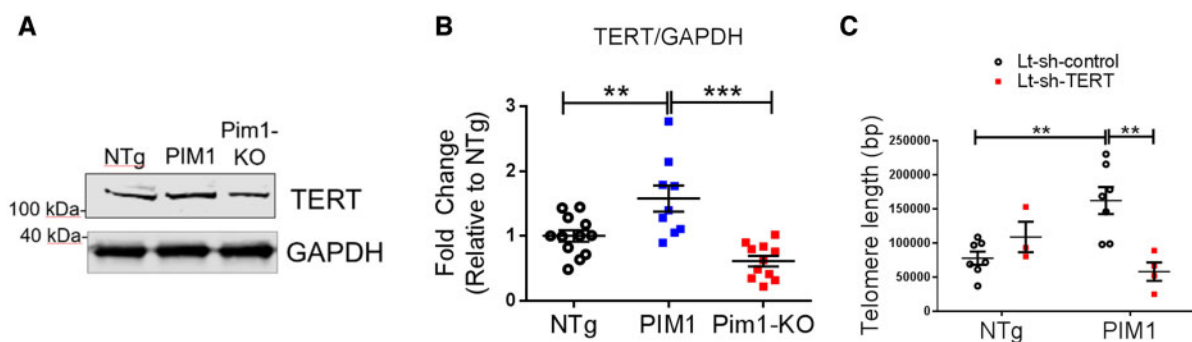 A
NTg PIM1 Pim1-
KO
TERT
100 kDa-
40 kDa-
GAPDH
B
TERT/GAPDH
Fold Change
(Relative to NTg)
3
2
1
0
** ***
NTg PIM1 Pim1-KO
C
Lt-sh-control
Lt-sh-TERT
Telomere length (bp)
250000
200000
150000
100000
50000
0
** **
NTg PIM1